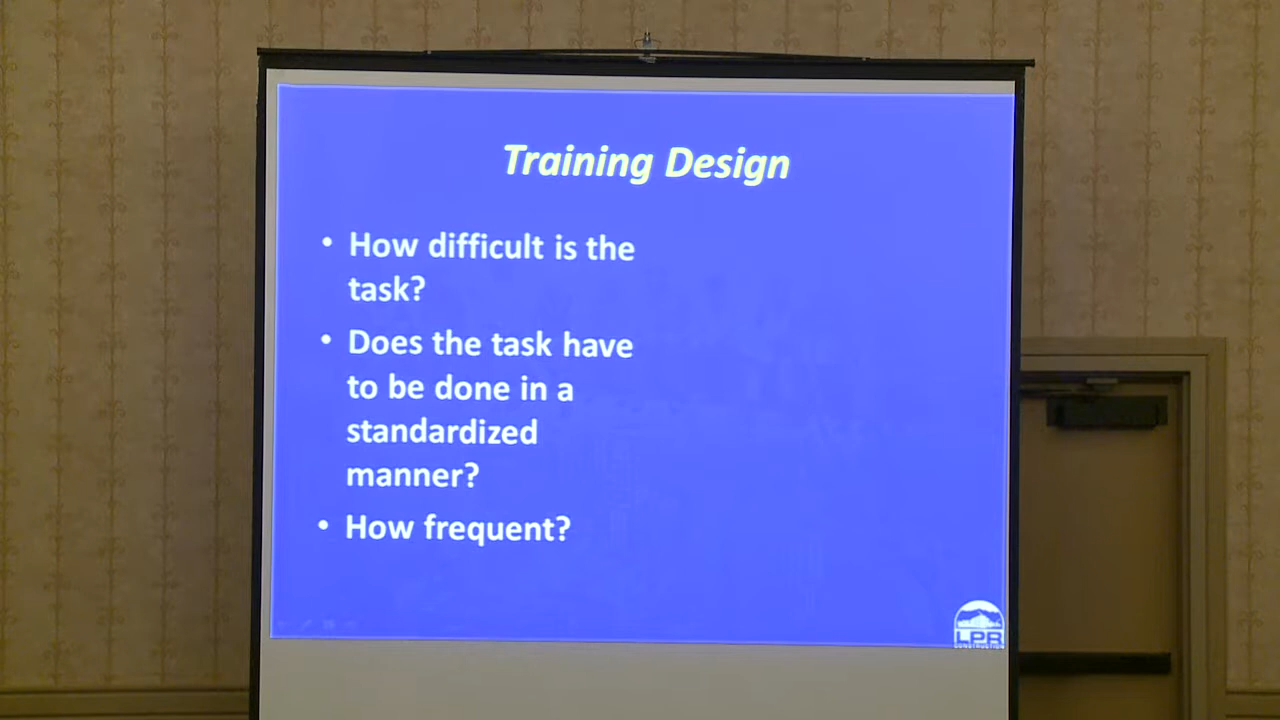 Training Design
• How difficult is the
task?
• Does the task have
to be done in a
standardized
manner?
• How frequent?
LPR